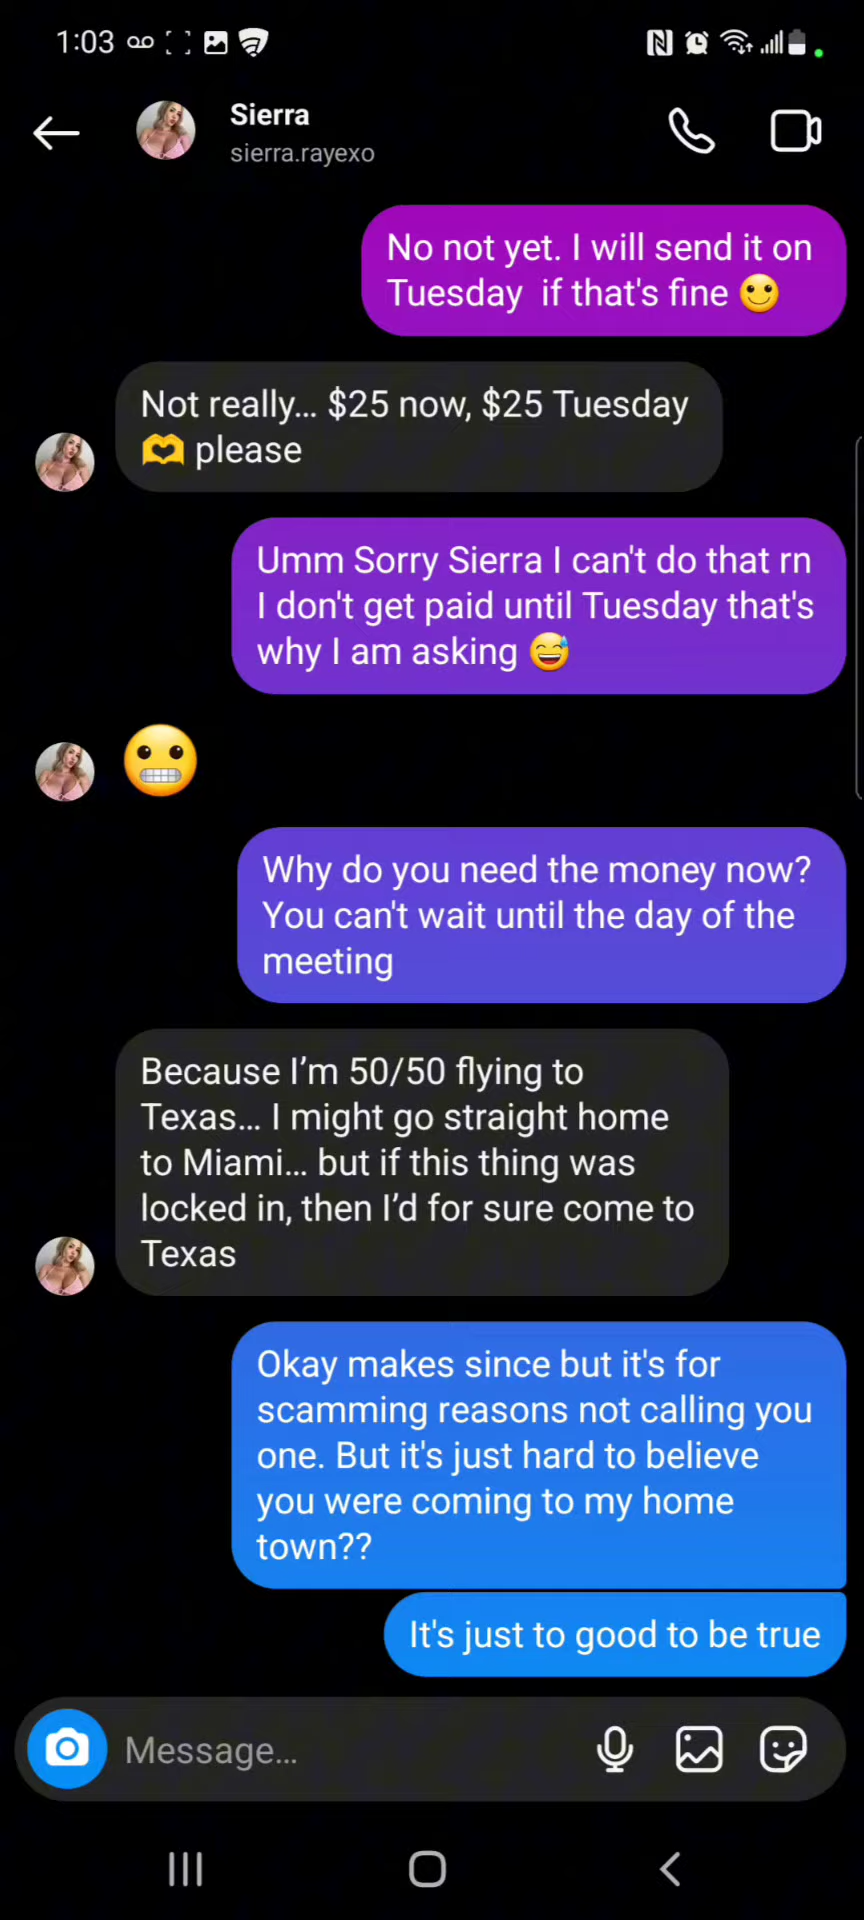 1:03
Sierra
sierra.rayexo
No not yet. I will send it on
Tuesday  if that's fine 🙂
Not really... $25 now, $25 Tuesday
🫶 please
Umm Sorry Sierra I can't do that rn
I don't get paid until Tuesday that's
why I am asking 😅
😬
Why do you need the money now?
You can't wait until the day of the
meeting
Because I’m 50/50 flying to
Texas... I might go straight home
to Miami... but if this thing was
locked in, then I’d for sure come to
Texas
Okay makes since but it's for
scamming reasons not calling you
one. But it's just hard to believe
you were coming to my home
town??
It's just to good to be true
Message...